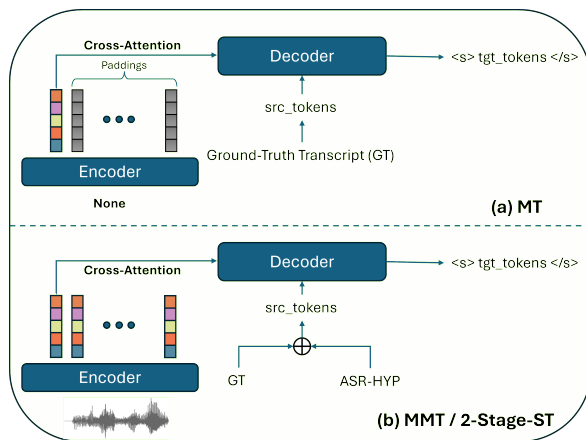 Cross-Attention
Decoder
<s> tgt_tokens </s>
Paddings
src_tokens
Ground-Truth Transcript (GT)
Encoder
None
(a) MT
Cross-Attention
Decoder
<s> tgt_tokens </s>
src_tokens
Encoder
GT
ASR-HYP
(b) MMT / 2-Stage-ST